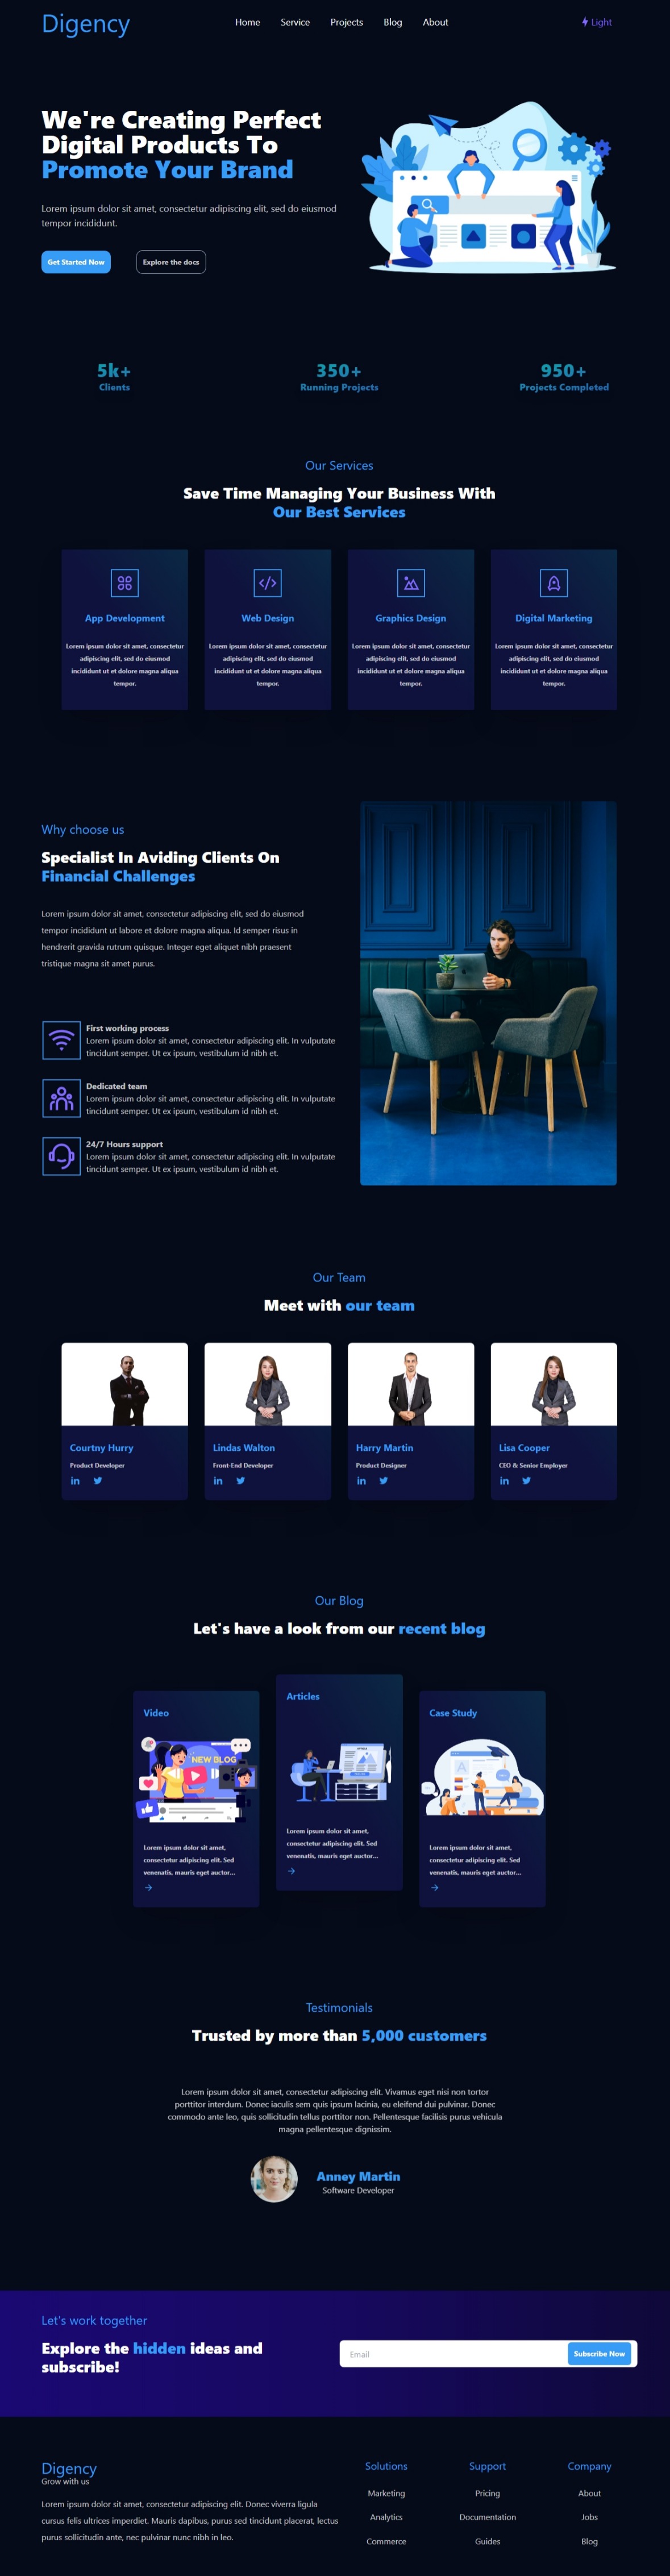 Digency
Home Service Projects Blog About
Light
We're Creating Perfect
Digital Products To
Promote Your Brand
Lorem ipsum dolor sit amet, consectetur adipiscing elit, sed do eiusmod
tempor incididunt.
Get Started Now
Explore the docs
5k+
Clients
350+
Running Projects
950+
Projects Completed
Our Services
Save Time Managing Your Business With
Our Best Services
App Development
Lorem ipsum dolor sit amet, consectetur
adipiscing elit, sed do eiusmod
incididunt ut et dolore magna aliqua
tempor.
Web Design
Lorem ipsum dolor sit amet, consectetur
adipiscing elit, sed do eiusmod
incididunt ut et dolore magna aliqua
tempor.
Graphics Design
Lorem ipsum dolor sit amet, consectetur
adipiscing elit, sed do eiusmod
incididunt ut et dolore magna aliqua
tempor.
Digital Marketing
Lorem ipsum dolor sit amet, consectetur
adipiscing elit, sed do eiusmod
incididunt ut et dolore magna aliqua
tempor.
Why choose us
Specialist In Aviding Clients On
Financial Challenges
Lorem ipsum dolor sit amet, consectetur adipiscing elit, sed do eiusmod
tempor incididunt ut labore et dolore magna aliqua. Id semper risus in
hendrerit gravida rutrum quisque. Integer eget aliquet nibh praesent
tristique magna sit amet purus.
First working process
Lorem ipsum dolor sit amet, consectetur adipiscing elit. In vulputate
tincidunt semper. Ut ex ipsum, vestibulum id nibh et.
Dedicated team
Lorem ipsum dolor sit amet, consectetur adipiscing elit. In vulputate
tincidunt semper. Ut ex ipsum, vestibulum id nibh et.
24/7 Hours support
Lorem ipsum dolor sit amet, consectetur adipiscing elit. In vulputate
tincidunt semper. Ut ex ipsum, vestibulum id nibh et.
Our Team
Meet with our team
Courtny Hurry
Product Developer
in
Lindas Walton
Front-End Developer
in
Harry Martin
Product Designer
in
Lisa Cooper
CEO & Senior Employer
in
Our Blog
Let's have a look from our recent blog
Video
NEW BLOG
Lorem ipsum dolor sit amet,
consectetur adipiscing elit. Sed
venenatis, mauris eget auctor...
Articles
Lorem ipsum dolor sit amet,
consectetur adipiscing elit. Sed
venenatis, mauris eget auctor...
Case Study
Lorem ipsum dolor sit amet,
consectetur adipiscing elit. Sed
venenatis, mauris eget auctor...
Testimonials
Trusted by more than 5,000 customers
Lorem ipsum dolor sit amet, consectetur adipiscing elit. Vivamus eget nisi non tortor
porttitor interdum. Donec iaculis sem quis ipsum lacinia, eu eleifend dui pulvinar. Donec
commodo ante leo, quis sollicitudin tellus porttitor non. Pellentesque facilisis purus vehicula
magna pellentesque dignissim.
Anney Martin
Software Developer
Let's work together
Explore the hidden ideas and
subscribe!
Email
Subscribe Now
Digency
Grow with us
Lorem ipsum dolor sit amet, consectetur adipiscing elit. Donec viverra ligula
cursus felis ultrices imperdiet. Mauris dapibus, purus sed tincidunt placerat, lectus
purus sollicitudin ante, nec pulvinar nunc nibh in leo.
Solutions
Marketing
Analytics
Commerce
Support
Pricing
Documentation
Guides
Company
About
Jobs
Blog